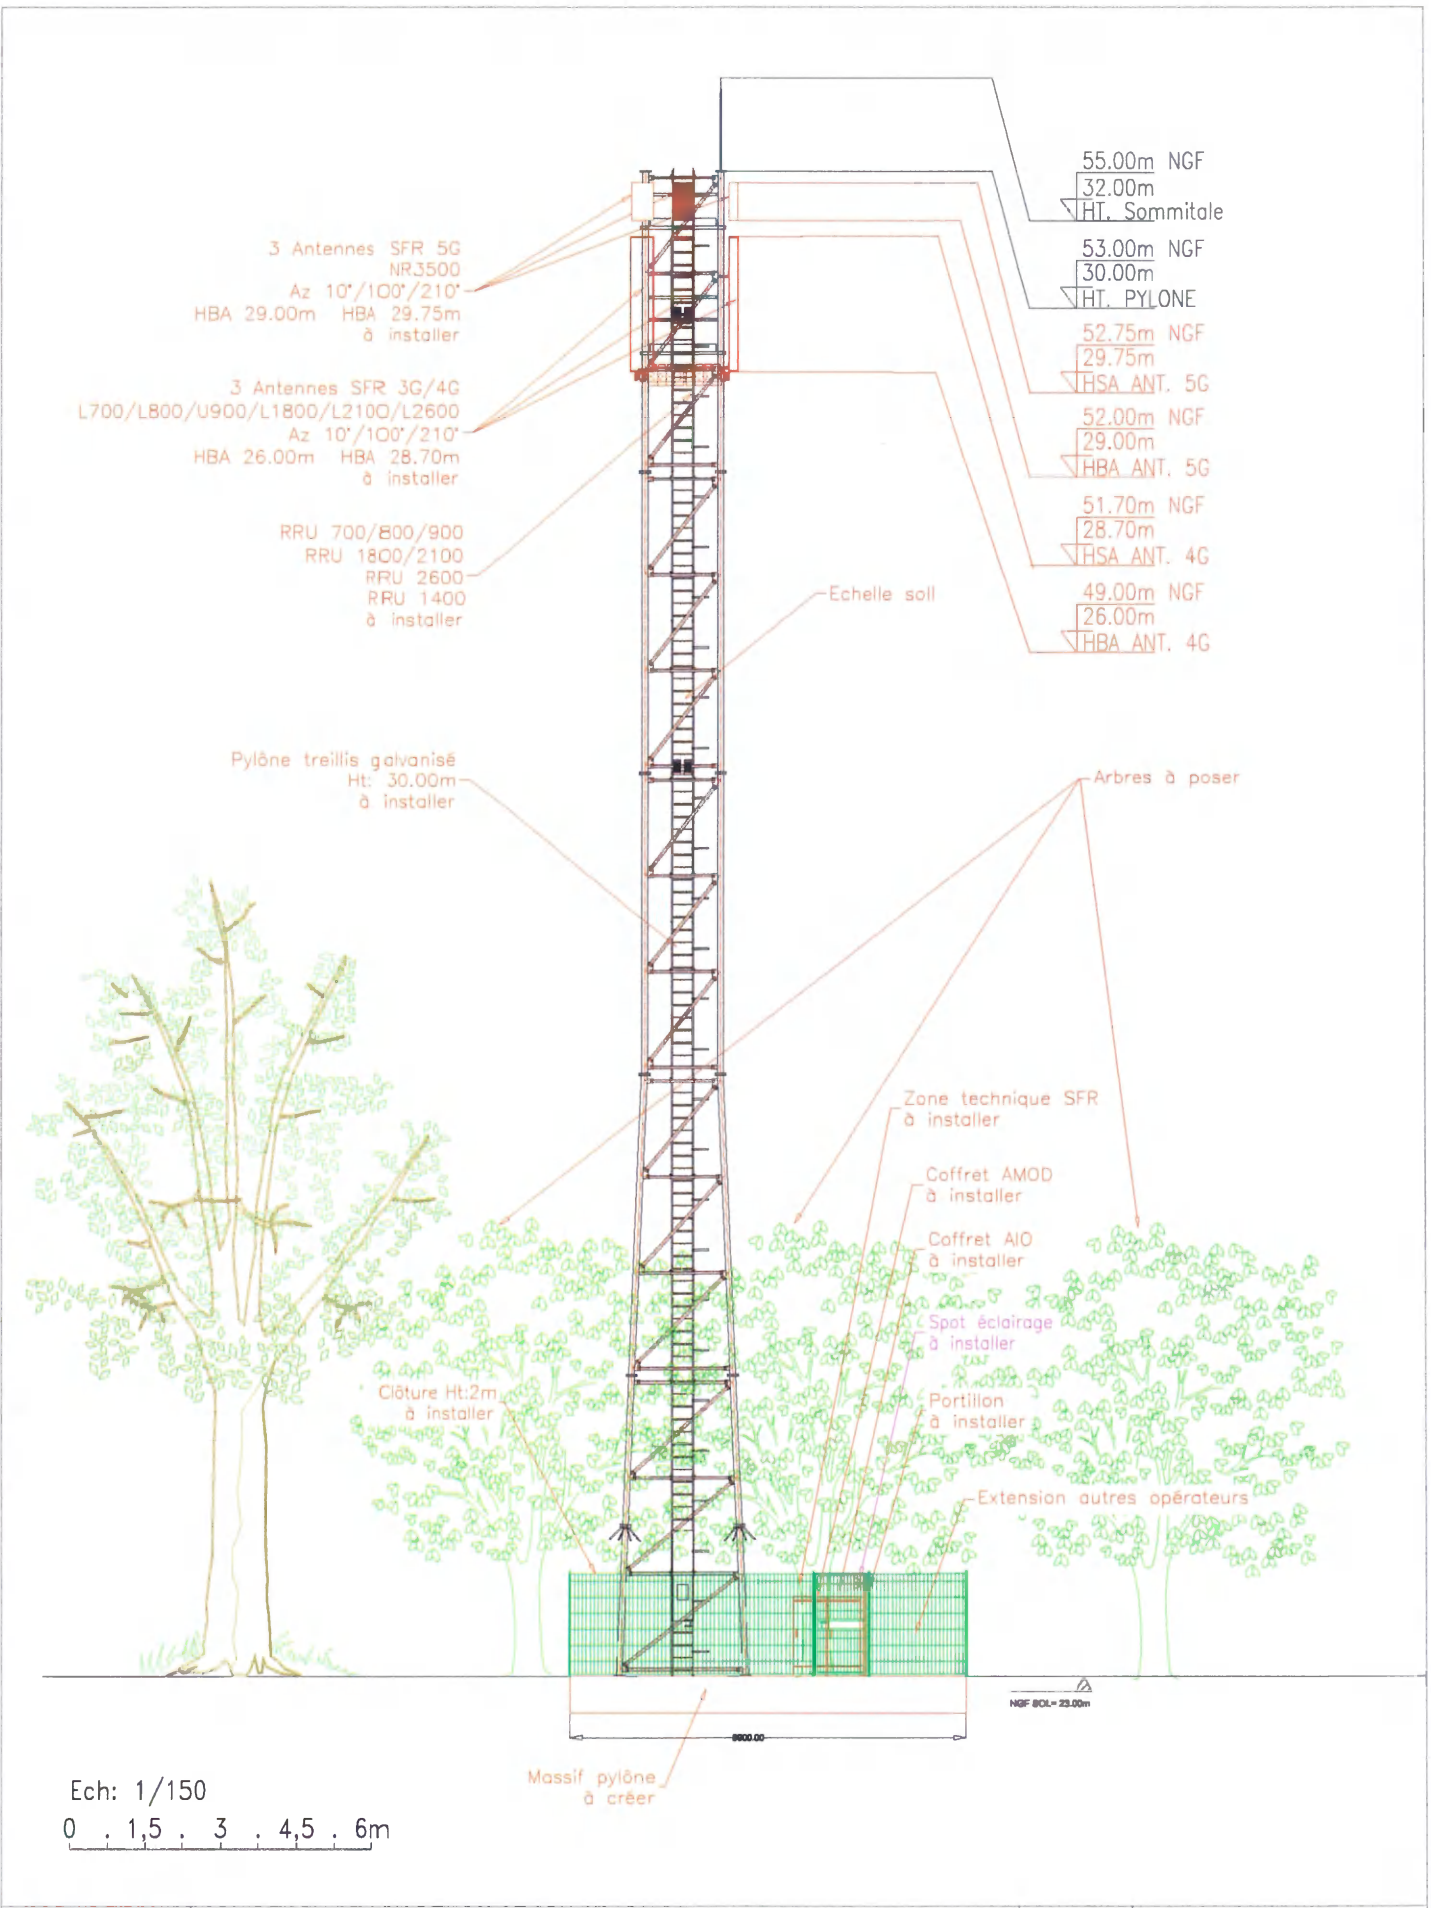 55.00m NGF
32.00m
HT. Sommitale
53.00m NGF
30.00m
HT. PYLONE
52.75m NGF
29.75m
HSA ANT. 5G
52.00m NGF
29.00m
HBA ANT. 5G
51.70m NGF
28.70m
HSA ANT. 4G
49.00m NGF
26.00m
HBA ANT. 4G
3 Antennes SFR 5G
NR3500
Az 10°/100°/210°
HBA 29.00m HBA 29.75m
à installer
3 Antennes SFR 3G/4G
L700/L800/U900/L1800/L2100/L2600
Az 10°/100°/210°
HBA 26.00m HBA 28.70m
à installer
RRU 700/800/900
RRU 1800/2100
RRU 2600
RRU 1400
à installer
Echelle soll
Pylône treillis galvanisé
Ht: 30.00m
à installer
Arbres à poser
Zone technique SFR
à installer
Coffret AMOD
à installer
Coffret AIO
à installer
Spot éclairage
à installer
Clôture Ht:2m
à installer
Portillon
à installer
Extension autres opérateurs
NGF SOL= 23.00m
Massif pylône
à créer
Ech: 1/150
0 . 1,5 . 3 . 4,5 . 6m